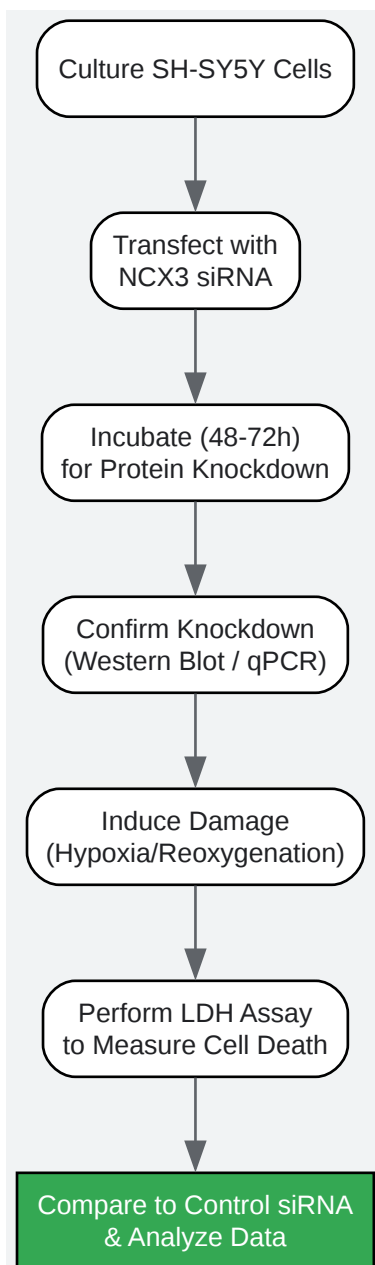 Culture SH-SY5Y Cells
Transfect with
NCX3 siRNA
Incubate (48-72h)
for Protein Knockdown
Confirm Knockdown
(Western Blot / qPCR)
Induce Damage
(Hypoxia/Reoxygenation)
Perform LDH Assay
to Measure Cell Death
Compare to Control siRNA
& Analyze Data